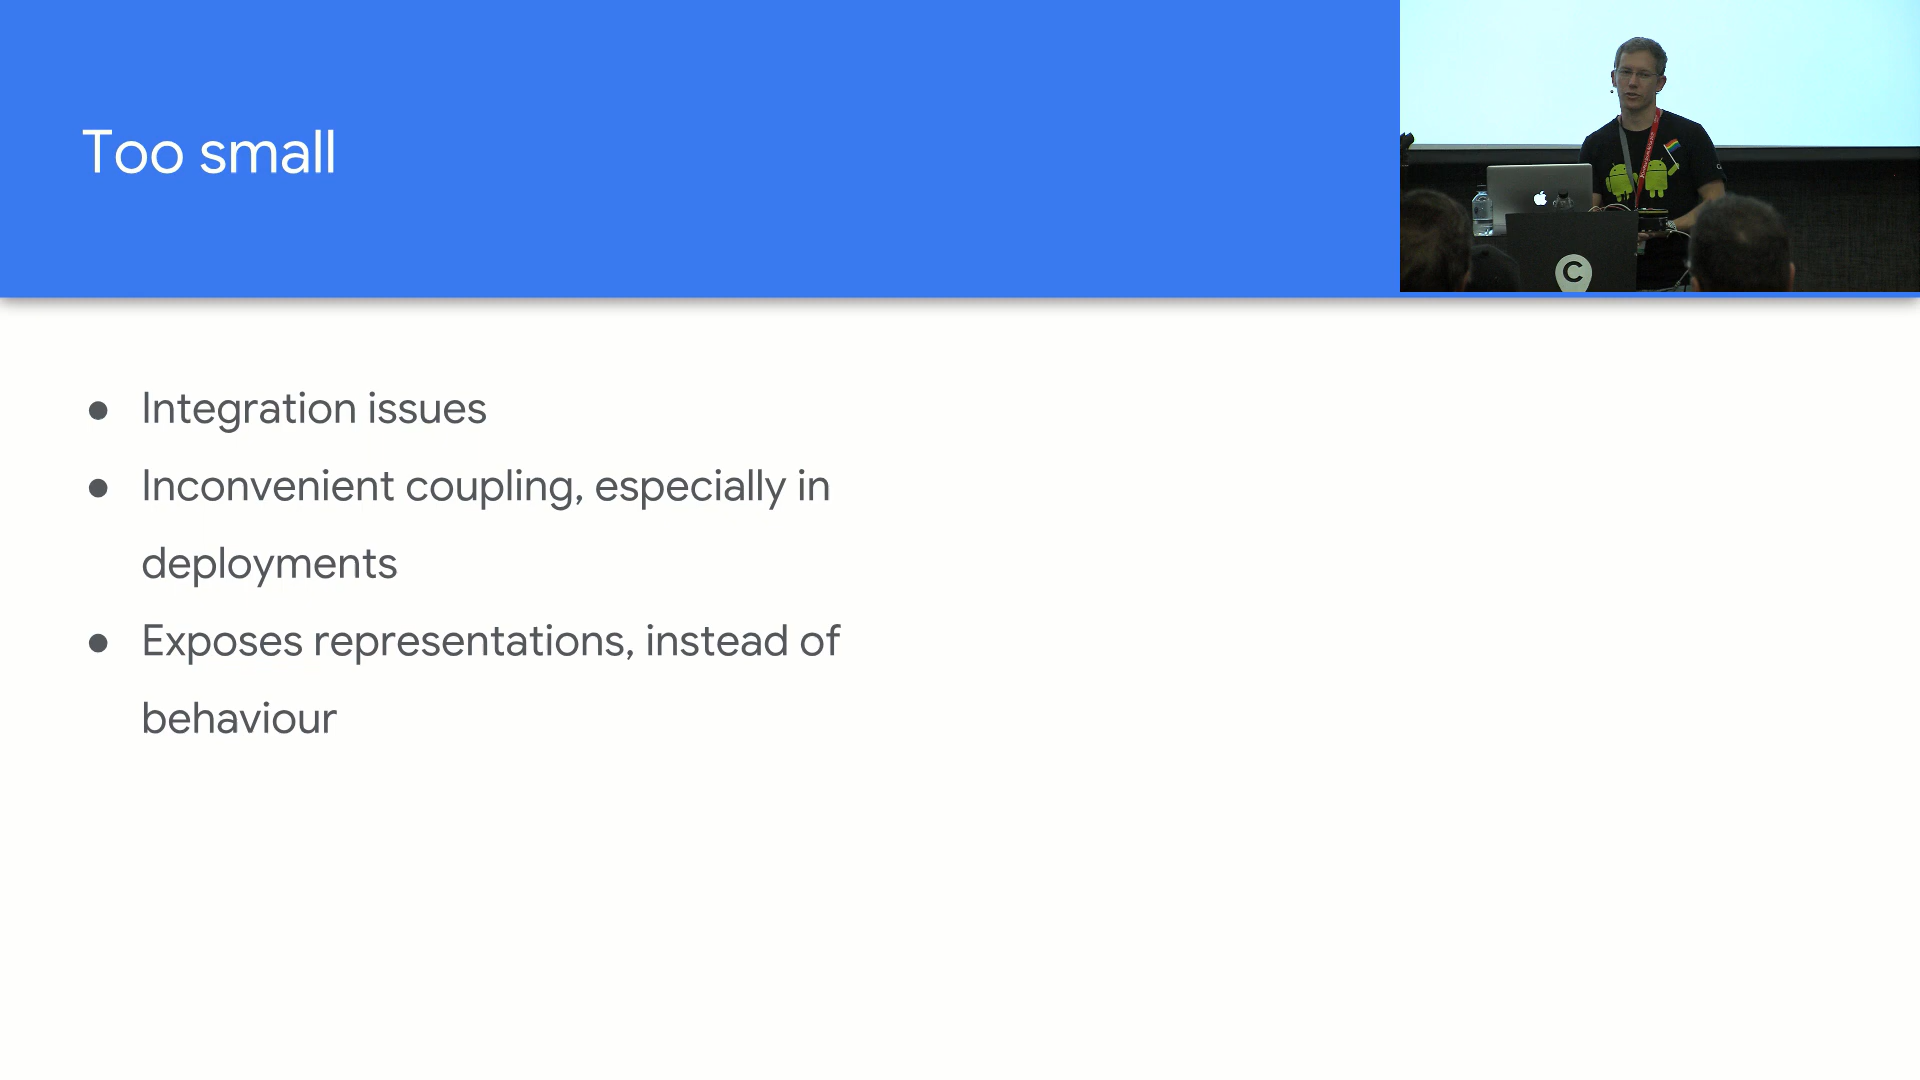 Too small
● Integration issues
● Inconvenient coupling, especially in
deployments
● Exposes representations, instead of
behaviour
C